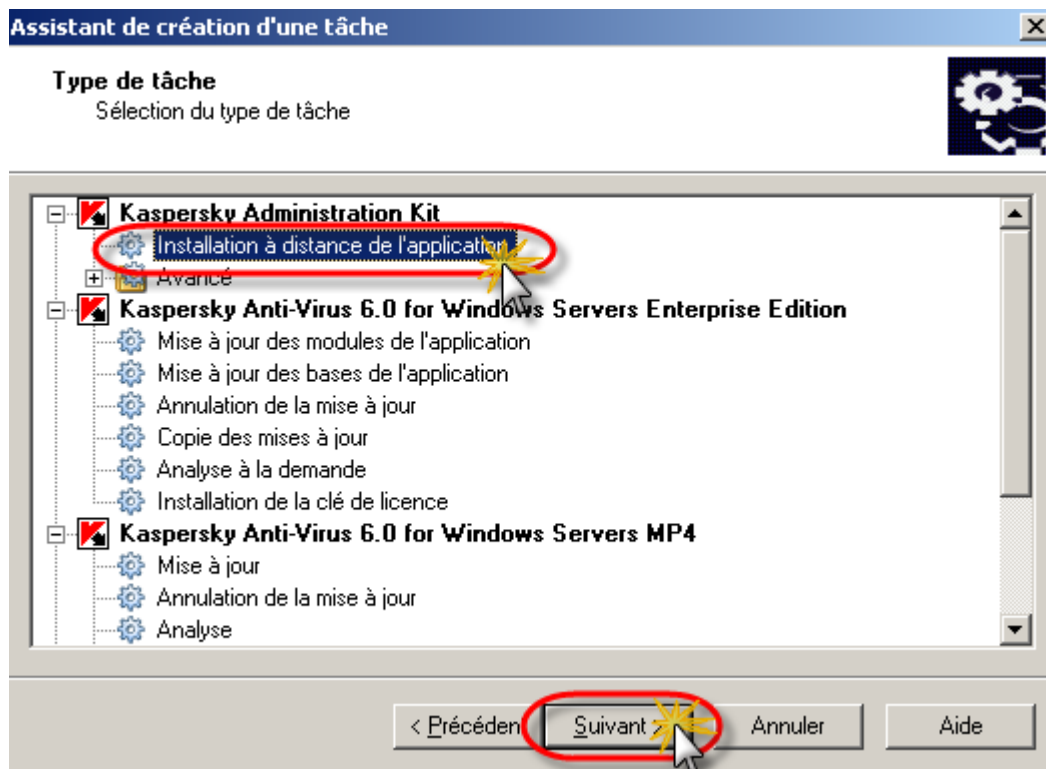 Assistant de création d'une tâche
Type de tâche
Sélection du type de tâche
Kaspersky Administration Kit
Installation à distance de l'application
Avancé
Kaspersky Anti-Virus 6.0 for Windows Servers Enterprise Edition
Mise à jour des modules de l'application
Mise à jour des bases de l'application
Annulation de la mise à jour
Copie des mises à jour
Analyse à la demande
Installation de la clé de licence
Kaspersky Anti-Virus 6.0 for Windows Servers MP4
Mise à jour
Annulation de la mise à jour
Analyse
< Précéden Suivant > Annuler Aide